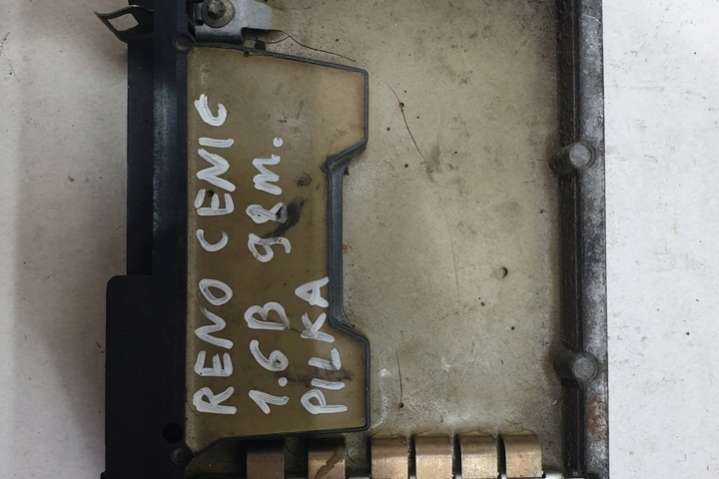 RENO CENIC
1.6B 98m.
PILKA